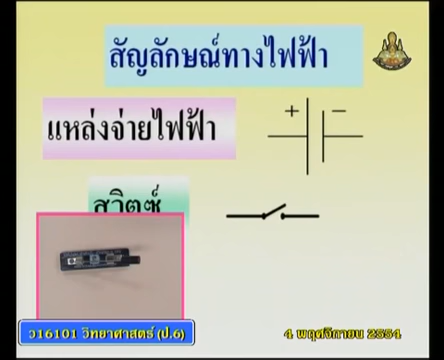 สัญลักษณ์ทางไฟฟ้า
แหล่งจ่ายไฟฟ้า
+ −
สวิตซ์
ว16101 วิทยาศาสตร์ (ป.6)
4 พฤศจิกายน 2554